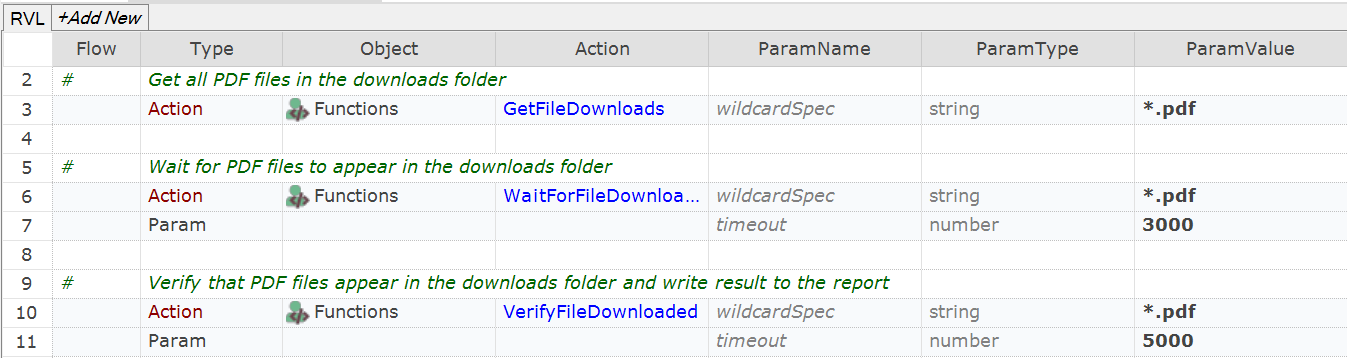 RVL +Add New
Flow Type Object Action ParamName ParamType ParamValue
2 # Get all PDF files in the downloads folder
3 Action Functions GetFileDownloads wildcardSpec string *.pdf
4
5 # Wait for PDF files to appear in the downloads folder
6 Action Functions WaitForFileDownloa... wildcardSpec string *.pdf
7 Param timeout number 3000
8
9 # Verify that PDF files appear in the downloads folder and write result to the report
10 Action Functions VerifyFileDownloaded wildcardSpec string *.pdf
11 Param timeout number 5000